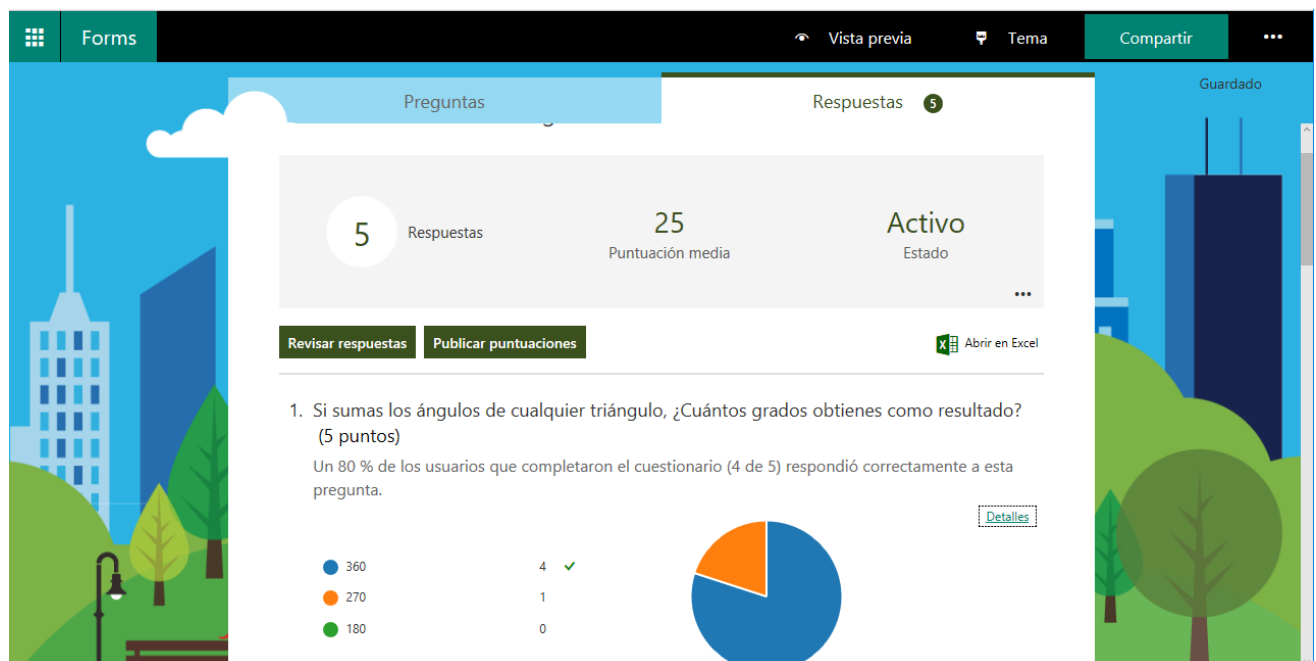 Forms
Vista previa
Tema
Compartir
Guardado
Preguntas
Respuestas 5
5 Respuestas
25
Puntuación media
Activo
Estado
Revisar respuestas
Publicar puntuaciones
Abrir en Excel
1. Si sumas los ángulos de cualquier triángulo, ¿Cuántos grados obtienes como resultado?
(5 puntos)
Un 80 % de los usuarios que completaron el cuestionario (4 de 5) respondió correctamente a esta
pregunta.
Detalles
360 4
270 1
180 0